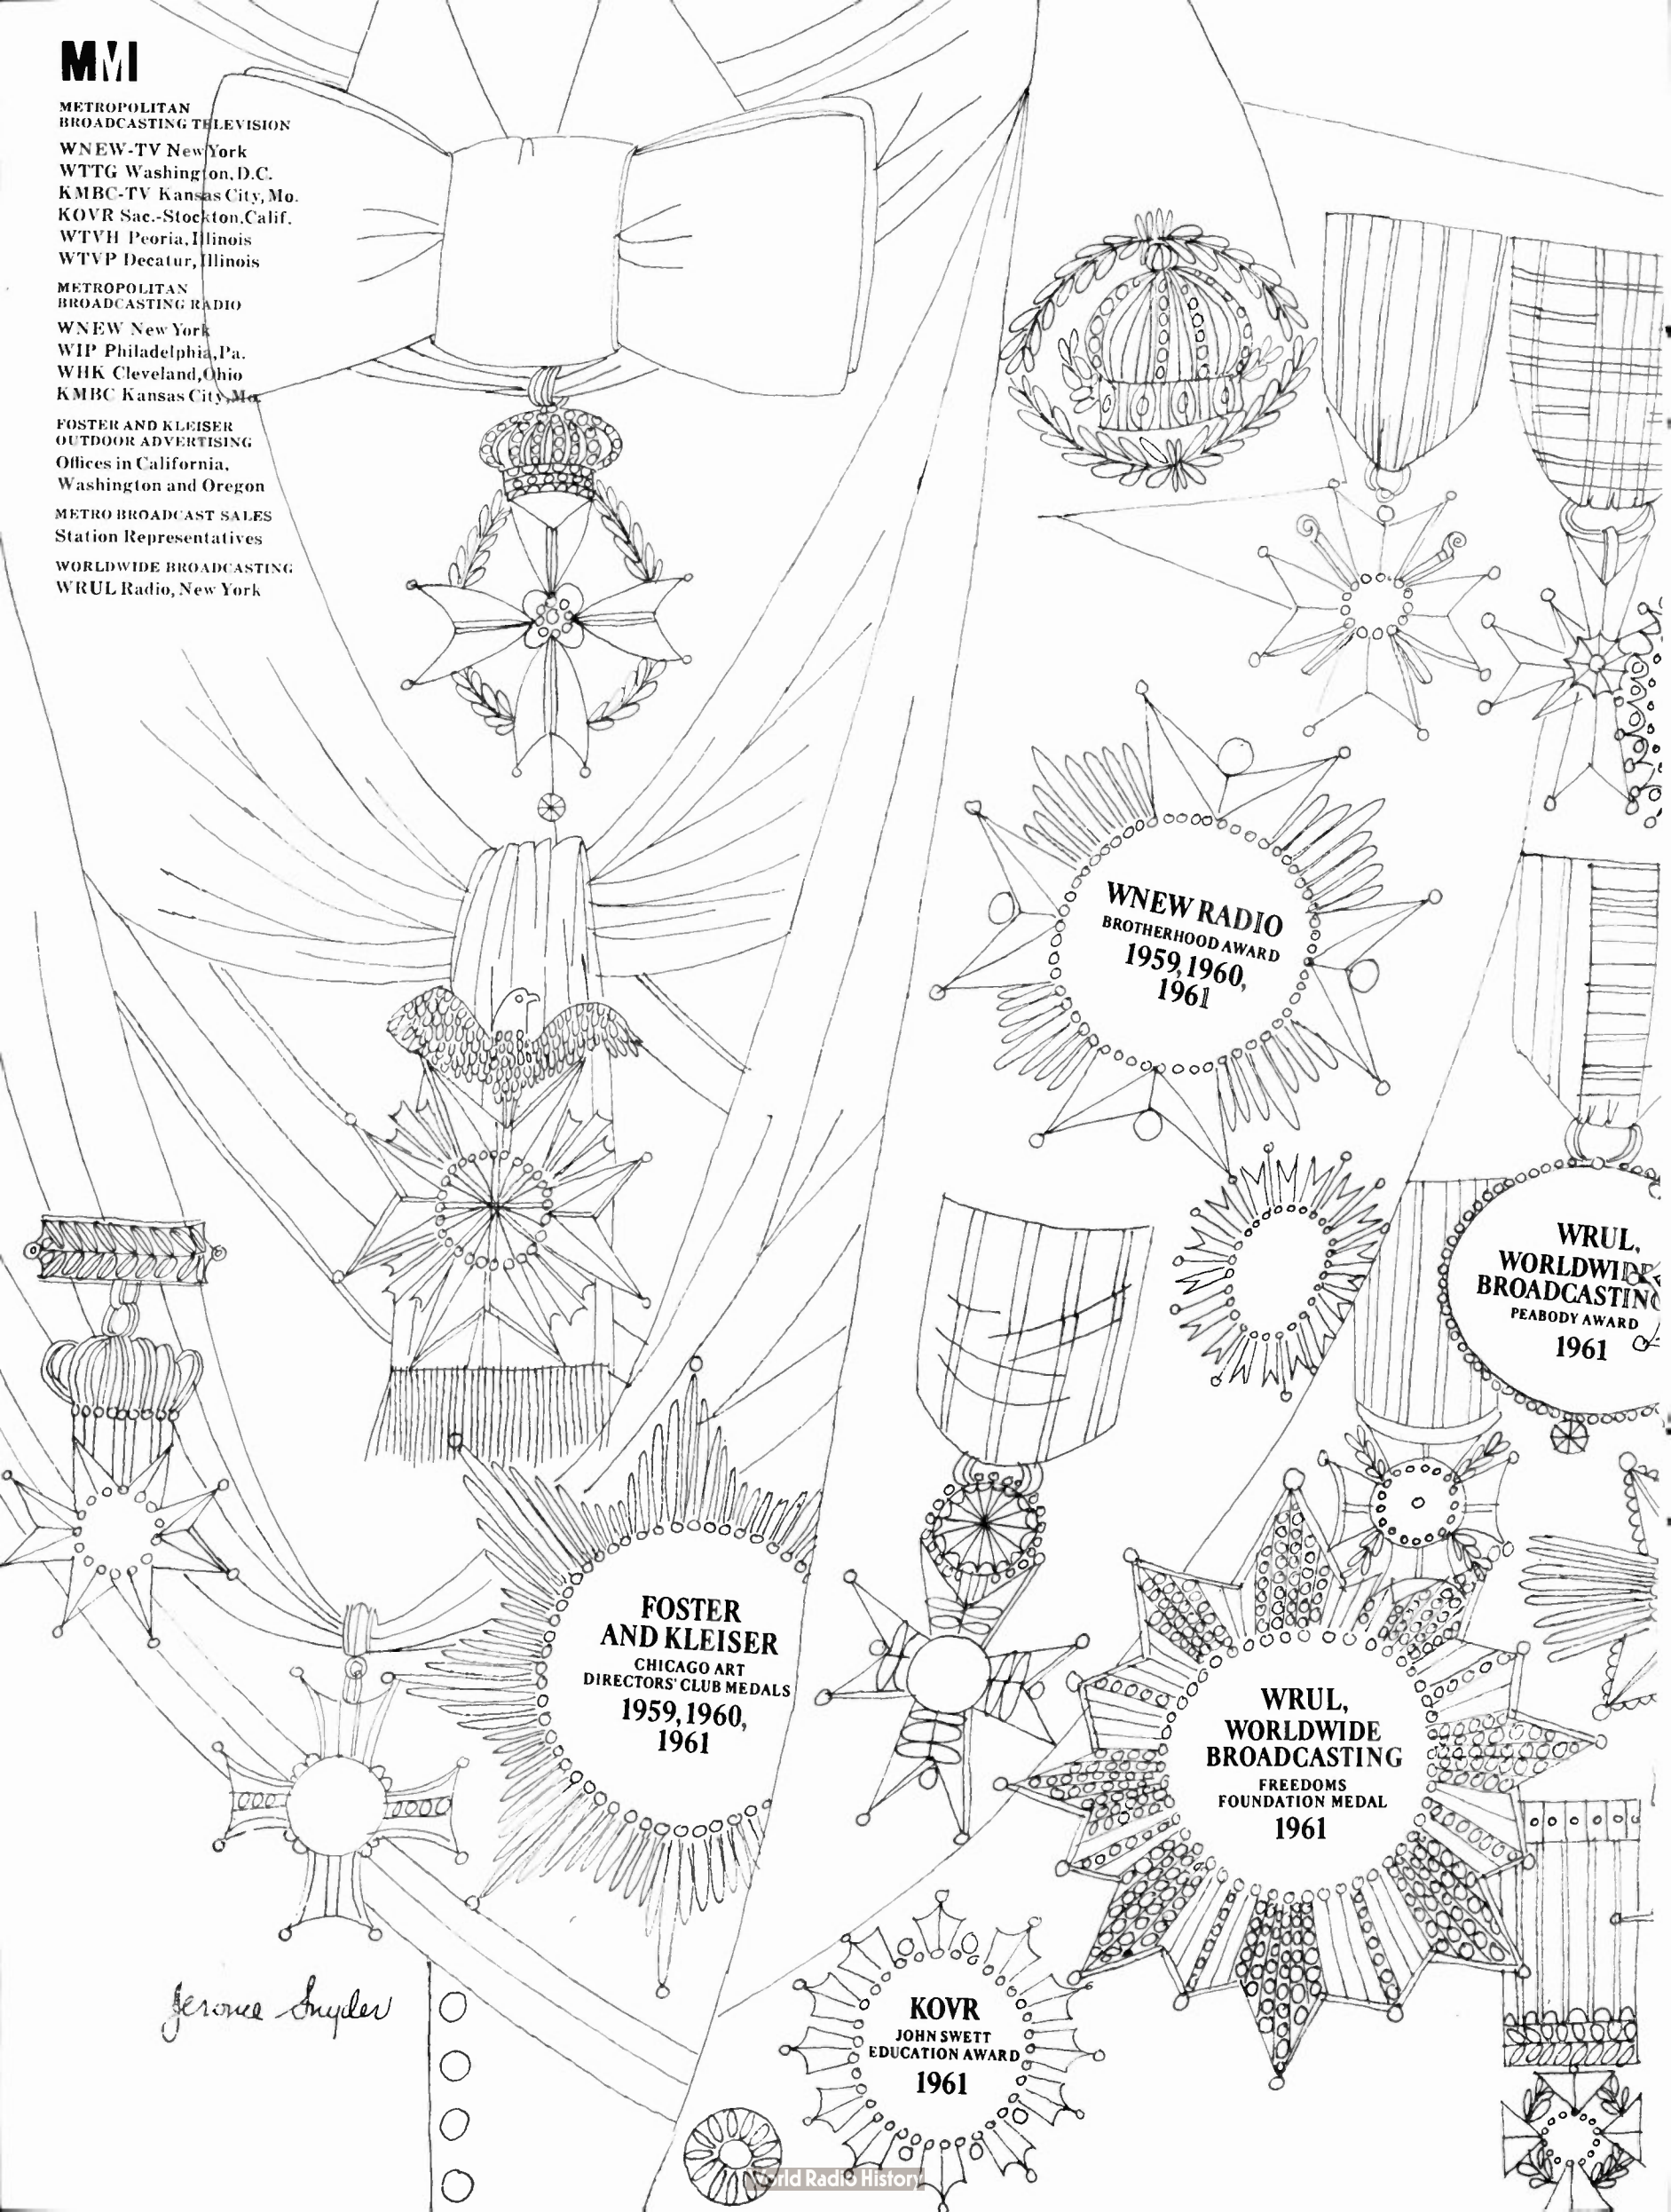 MMI
METROPOLITAN
BROADCASTING TELEVISION
WNEW-TV New York
WTTG Washington, D.C.
KMBC-TV Kansas City, Mo.
KOVR Sac.-Stockton, Calif.
WTVH Peoria, Illinois
WTVP Decatur, Illinois
METROPOLITAN
BROADCASTING RADIO
WNEW New York
WIP Philadelphia, Pa.
WHK Cleveland, Ohio
KMBC Kansas City, Mo.
FOSTER AND KLEISER
OUTDOOR ADVERTISING
Offices in California,
Washington and Oregon
METRO BROADCAST SALES
Station Representatives
WORLDWIDE BROADCASTING
WRUL Radio, New York
WNEW RADIO
BROTHERHOOD AWARD
1959, 1960,
1961
WRUL,
WORLDWIDE
BROADCASTING
PEABODY AWARD
1961
FOSTER
AND KLEISER
CHICAGO ART
DIRECTORS' CLUB MEDALS
1959, 1960,
1961
WRUL,
WORLDWIDE
BROADCASTING
FREEDOMS
FOUNDATION MEDAL
1961
KOVR
JOHN SWETT
EDUCATION AWARD
1961
Jerome Snyder
World Radio History